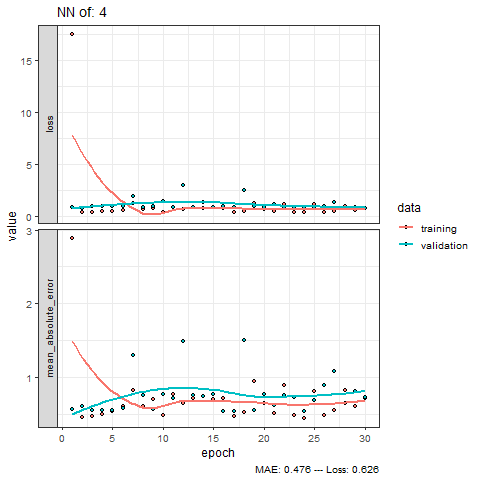 NN of: 4
loss
15
10
5
0
value
mean_absolute_error
3
2
1
0 5 10 15 20 25 30
epoch
data
training
validation
MAE: 0.476 --- Loss: 0.626